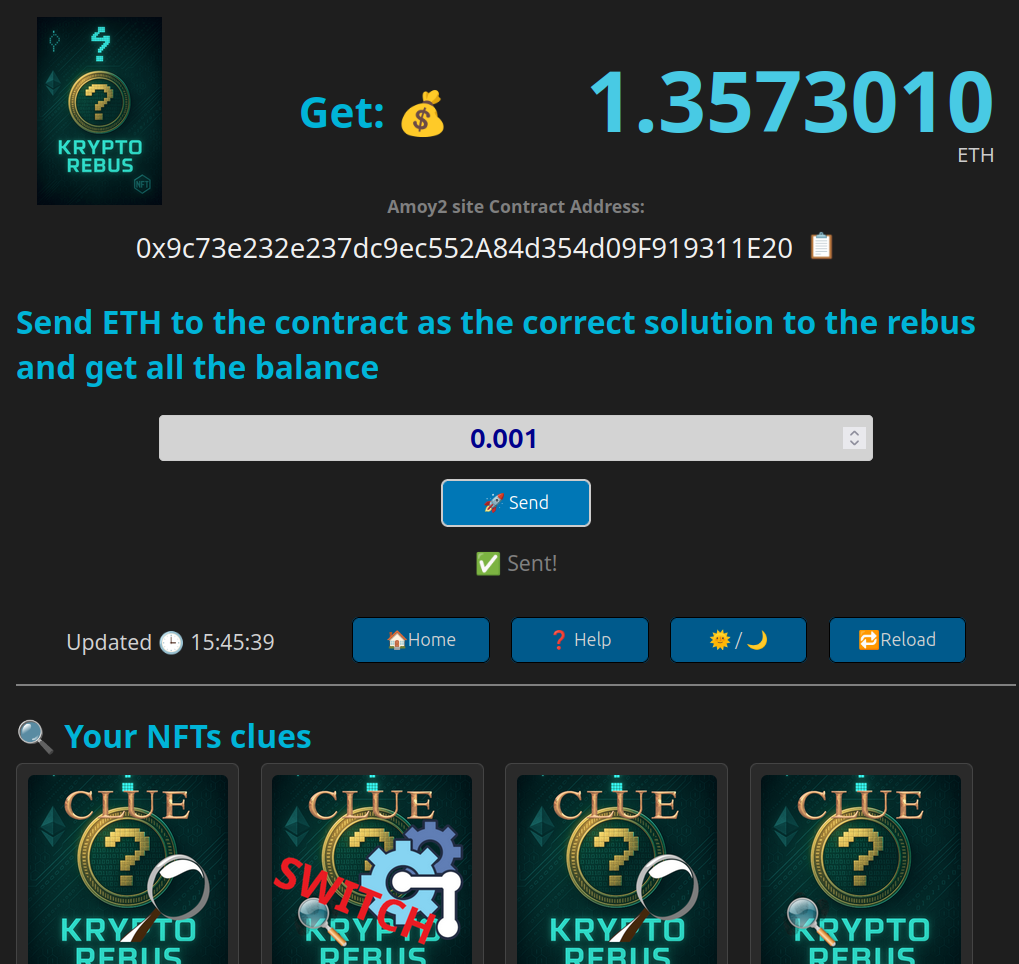 ?
KRYPTO
REBUS
NFT
Get: 💰
1.3573010
ETH
Amoy2 site Contract Address:
0x9c73e232e237dc9ec552A84d354d09F919311E20 📋
Send ETH to the contract as the correct solution to the rebus
and get all the balance
0.001
🚀 Send
✅ Sent!
Updated 🕒 15:45:39
🏠Home
❓ Help
🌞 / 🌙
🔁Reload
🔍 Your NFTs clues
CLUE
?
KRYPTO
REBUS
CLUE
SWITCH
KRYPTO
REBUS
CLUE
?
KRYPTO
REBUS
CLUE
?
KRYPTO
REBUS